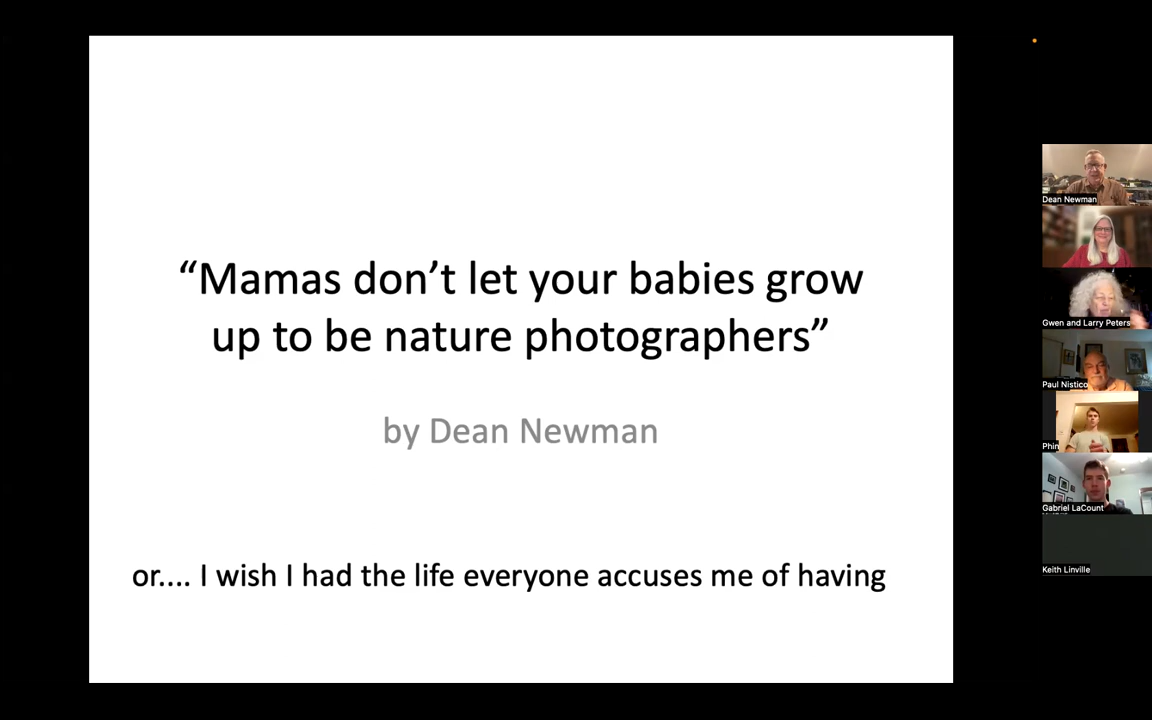 “Mamas don’t let your babies grow
up to be nature photographers”
by Dean Newman
or.... I wish I had the life everyone accuses me of having
Dean Newman
Gwen and Larry Peters
Paul Nistico
Phin
Gabriel LaCount
Keith Linville